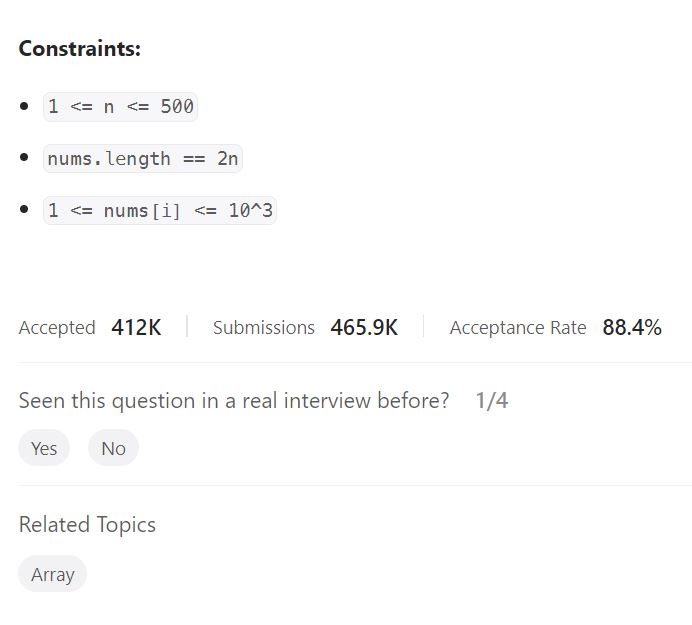 Constraints:
1 <= n <= 500
nums.length == 2n
1 <= nums[i] <= 10^3
Accepted 412K Submissions 465.9K Acceptance Rate 88.4%
Seen this question in a real interview before? 1/4
Yes No
Related Topics
Array